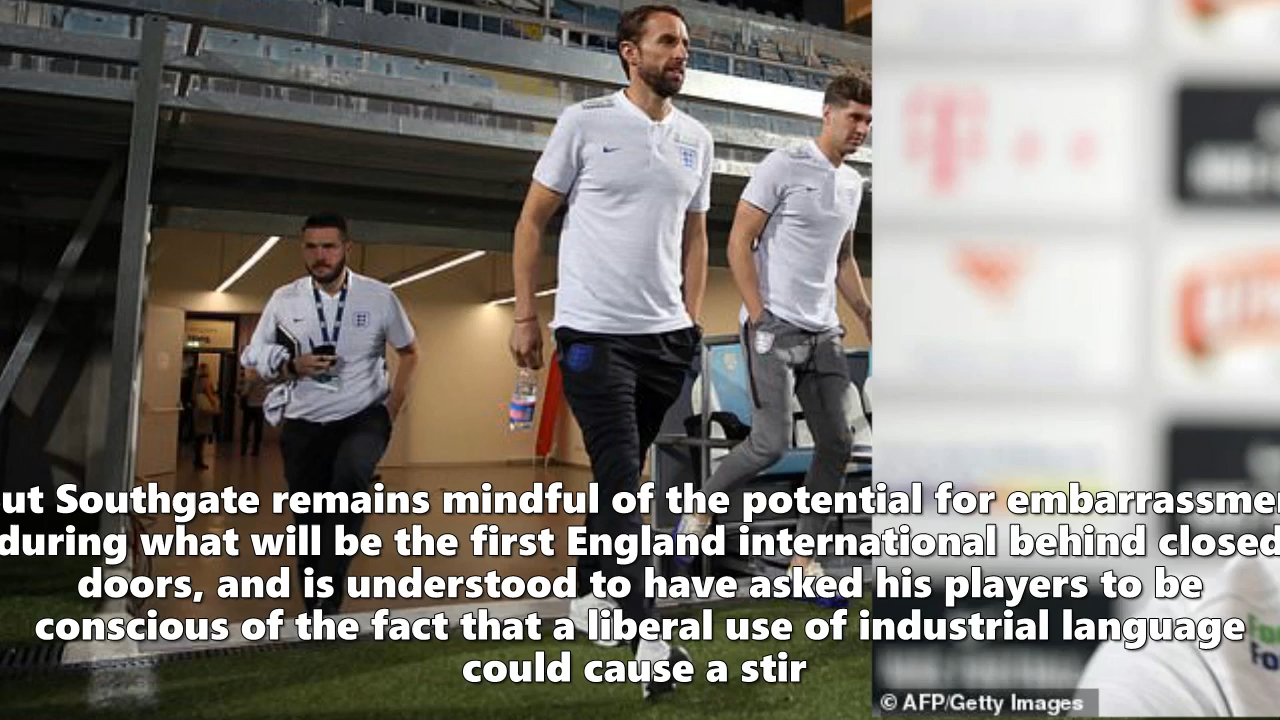 ut Southgate remains mindful of the potential for embarrassme
during what will be the first England international behind closed
doors, and is understood to have asked his players to be
conscious of the fact that a liberal use of industrial language
could cause a stir
© AFP/Getty Images